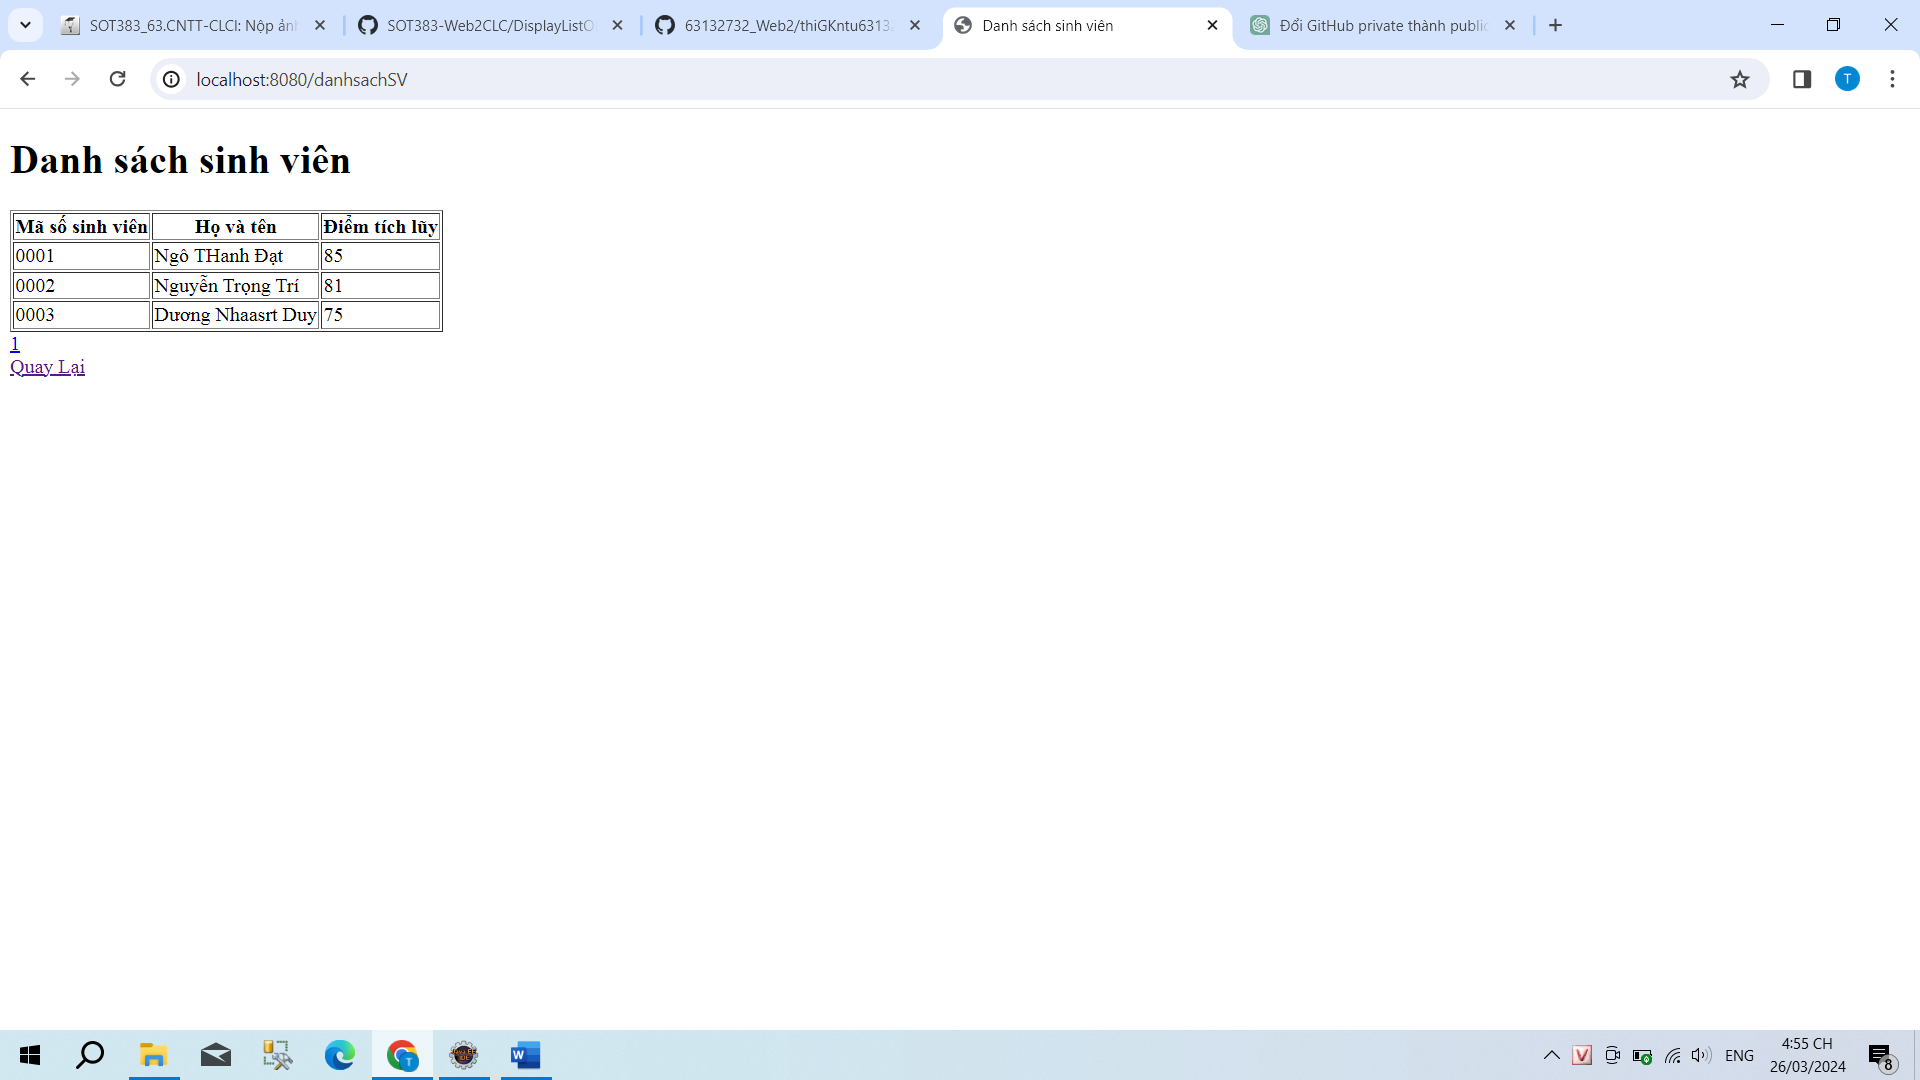 SOT383_63.CNTT-CLCI: Nộp ảnh
SOT383-Web2CLC/DisplayListO
63132732_Web2/thiGKntu6313
Danh sách sinh viên
Đổi GitHub private thành public
localhost:8080/danhsachSV
T
Danh sách sinh viên
Mã số sinh viên Họ và tên Điểm tích lũy
0001 Ngô THanh Đạt 85
0002 Nguyễn Trọng Trí 81
0003 Dương Nhaasrt Duy 75
1
Quay Lại
ENG
4:55 CH
26/03/2024
8